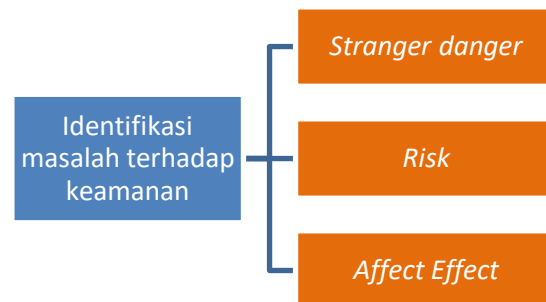 Identifikasi
masalah terhadap
keamanan
Stranger danger
Risk
Affect Effect